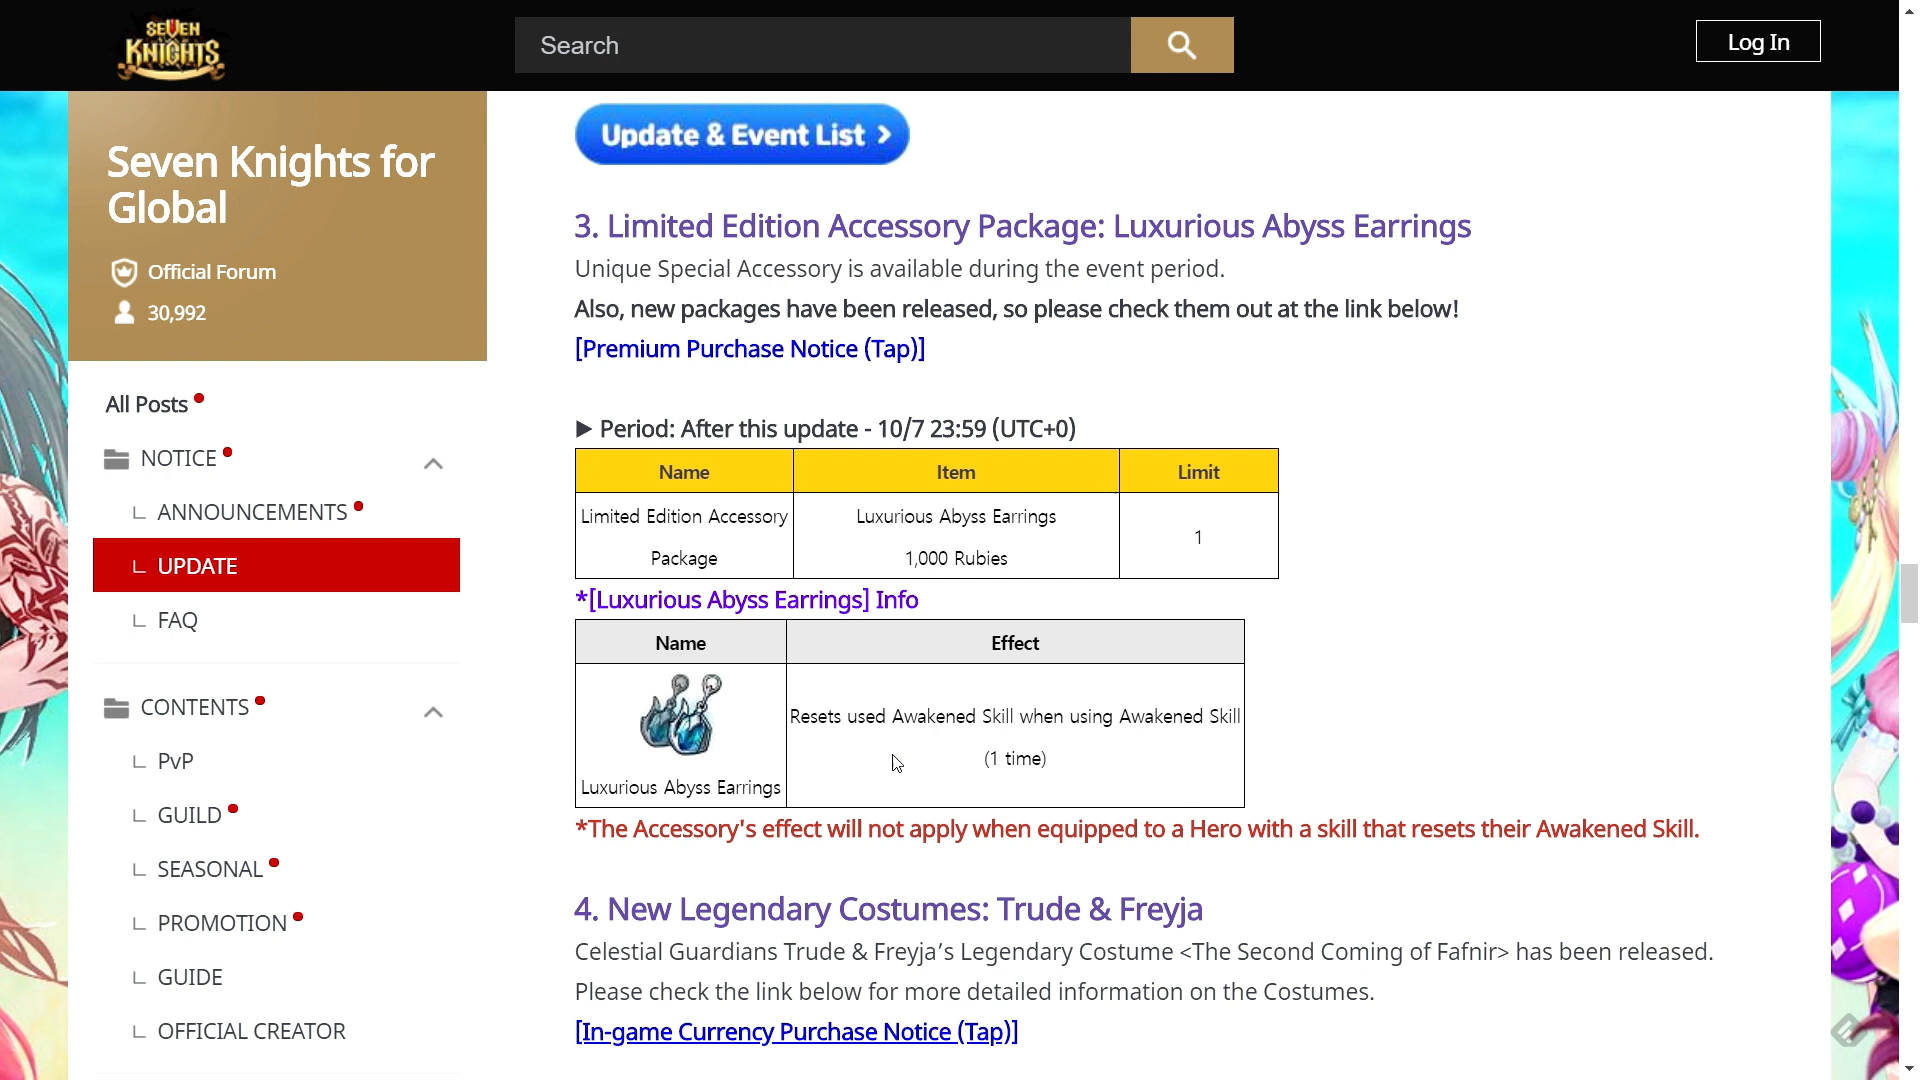 SEVEN
KNIGHTS
Search
Log In
Seven Knights for
Global
Official Forum
30,992
All Posts
NOTICE
ANNOUNCEMENTS
UPDATE
FAQ
CONTENTS
PvP
GUILD
SEASONAL
PROMOTION
GUIDE
OFFICIAL CREATOR
Update & Event List >
3. Limited Edition Accessory Package: Luxurious Abyss Earrings
Unique Special Accessory is available during the event period.
Also, new packages have been released, so please check them out at the link below!
[Premium Purchase Notice (Tap)]
▶ Period: After this update - 10/7 23:59 (UTC+0)
Name Item Limit
Limited Edition Accessory
Package
Luxurious Abyss Earrings
1,000 Rubies
1
*[Luxurious Abyss Earrings] Info
Name Effect
Luxurious Abyss Earrings
Resets used Awakened Skill when using Awakened Skill
(1 time)
*The Accessory's effect will not apply when equipped to a Hero with a skill that resets their Awakened Skill.
4. New Legendary Costumes: Trude & Freyja
Celestial Guardians Trude & Freyja’s Legendary Costume <The Second Coming of Fafnir> has been released.
Please check the link below for more detailed information on the Costumes.
[In-game Currency Purchase Notice (Tap)]